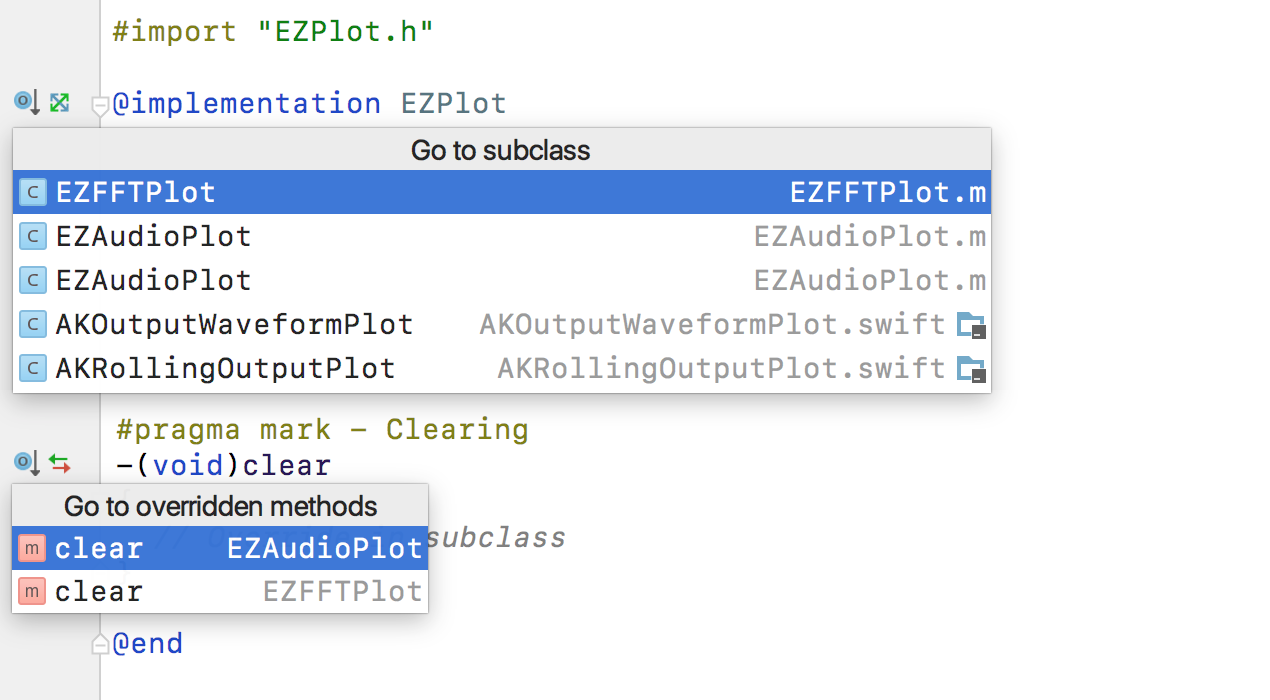 #import "EZPlot.h"
@implementation EZPlot
Go to subclass
C EZFFTPlot EZFFTPlot.m
C EZAudioPlot EZAudioPlot.m
C EZAudioPlot EZAudioPlot.m
C AKOutputWaveformPlot AKOutputWaveformPlot.swift
C AKRollingOutputPlot AKRollingOutputPlot.swift
#pragma mark - Clearing
-(void)clear
Go to overridden methods
subclass
m clear EZAudioPlot
m clear EZFFTPlot
@end